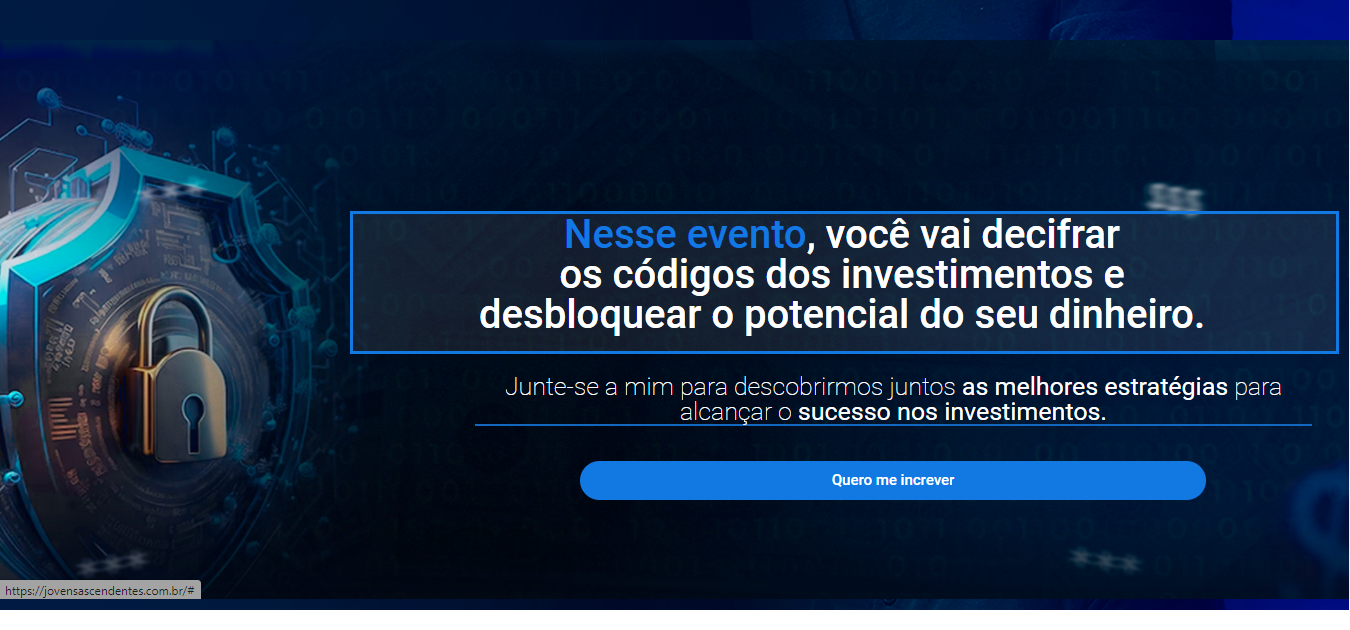 $$$
Nesse evento, você vai decifrar
os códigos dos investimentos e
desbloquear o potencial do seu dinheiro.
Junte-se a mim para descobrirmos juntos as melhores estratégias para
alcançar o sucesso nos investimentos.
Quero me increver
https://jovensascendentes.com.br/#